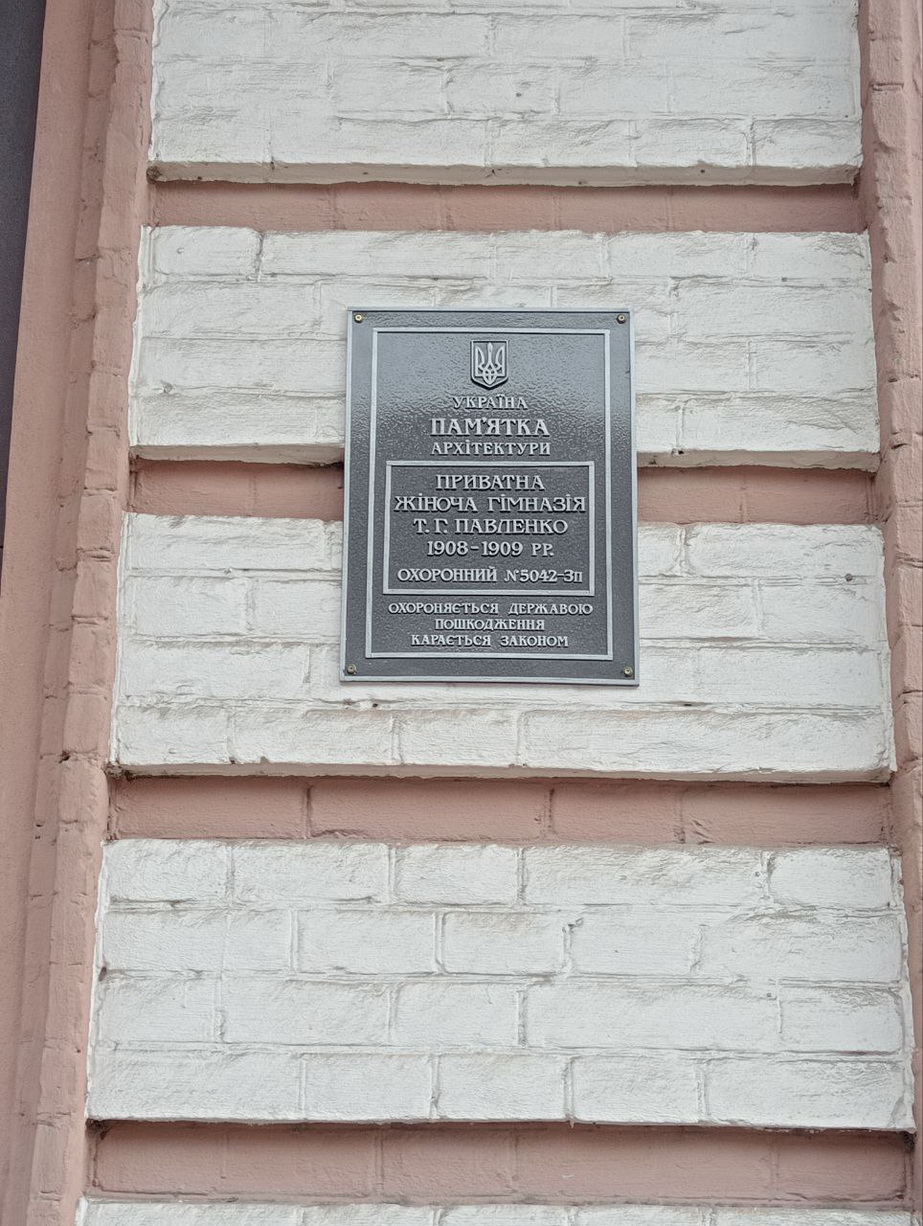 УКРАЇНА
ПАМ'ЯТКА
АРХІТЕКТУРИ
ПРИВАТНА
ЖІНОЧА ГІМНАЗІЯ
Т. Г. ПАВЛЕНКО
1908-1909 РР.
ОХОРОННИЙ №5042-Зп
ОХОРОНЯЄТЬСЯ ДЕРЖАВОЮ
ПОШКОДЖЕННЯ
КАРАЄТЬСЯ ЗАКОНОМ